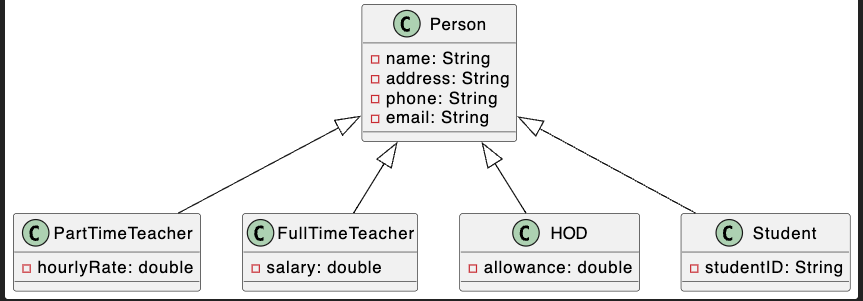 C Person
name: String
address: String
phone: String
email: String
C PartTimeTeacher
hourlyRate: double
C FullTimeTeacher
salary: double
C HOD
allowance: double
C Student
studentID: String